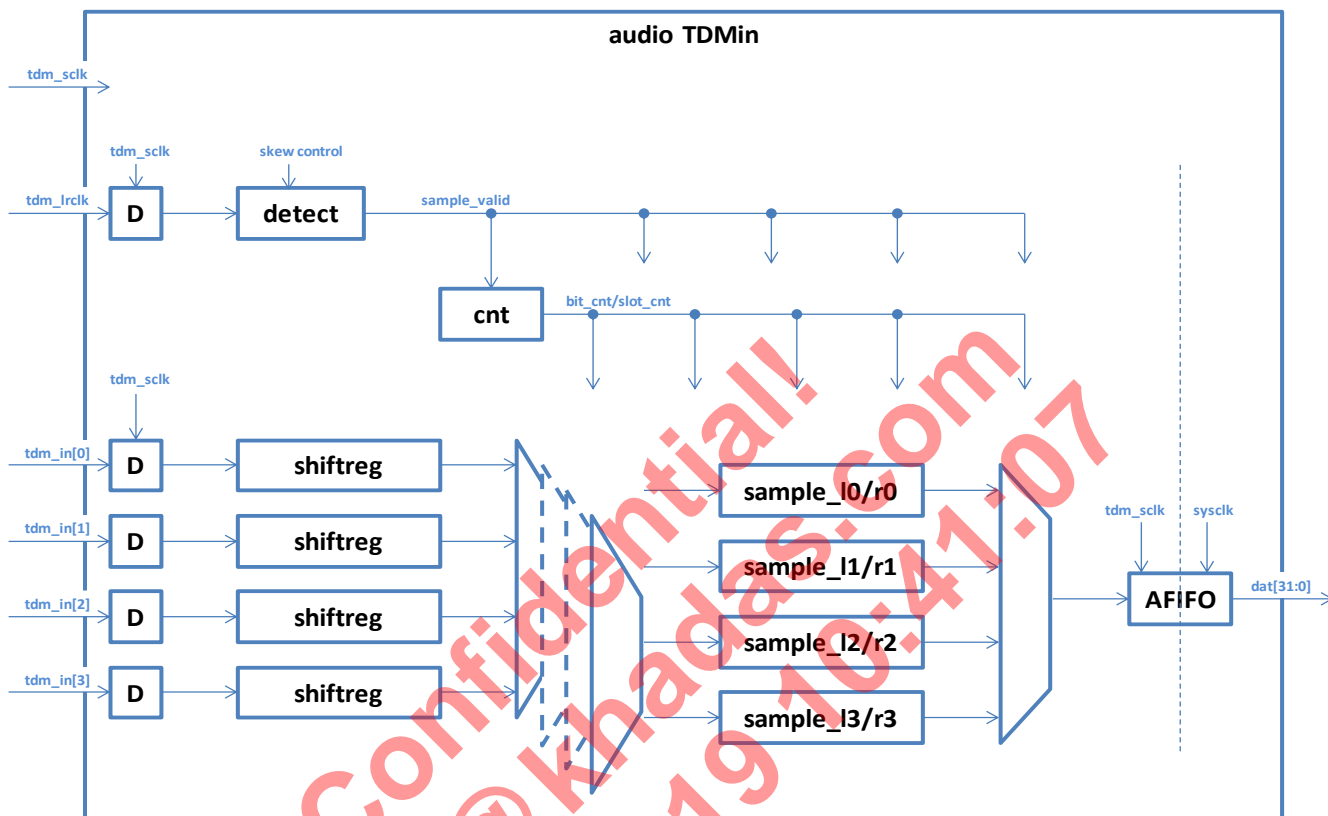 audio TDMin
tdm_sclk
tdm_sclk
skew control
tdm_lrclk
D
detect
sample_valid
cnt
bit_cnt/slot_cnt
tdm_sclk
tdm_in[0]
D
shiftreg
sample_l0/r0
tdm_in[1]
D
shiftreg
sample_l1/r1
tdm_sclk
sysclk
tdm_in[2]
D
shiftreg
sample_l2/r2
AFIFO
dat[31:0]
tdm_in[3]
D
shiftreg
sample_l3/r3
Confidential!
@ khadas.com
19 10:41:07